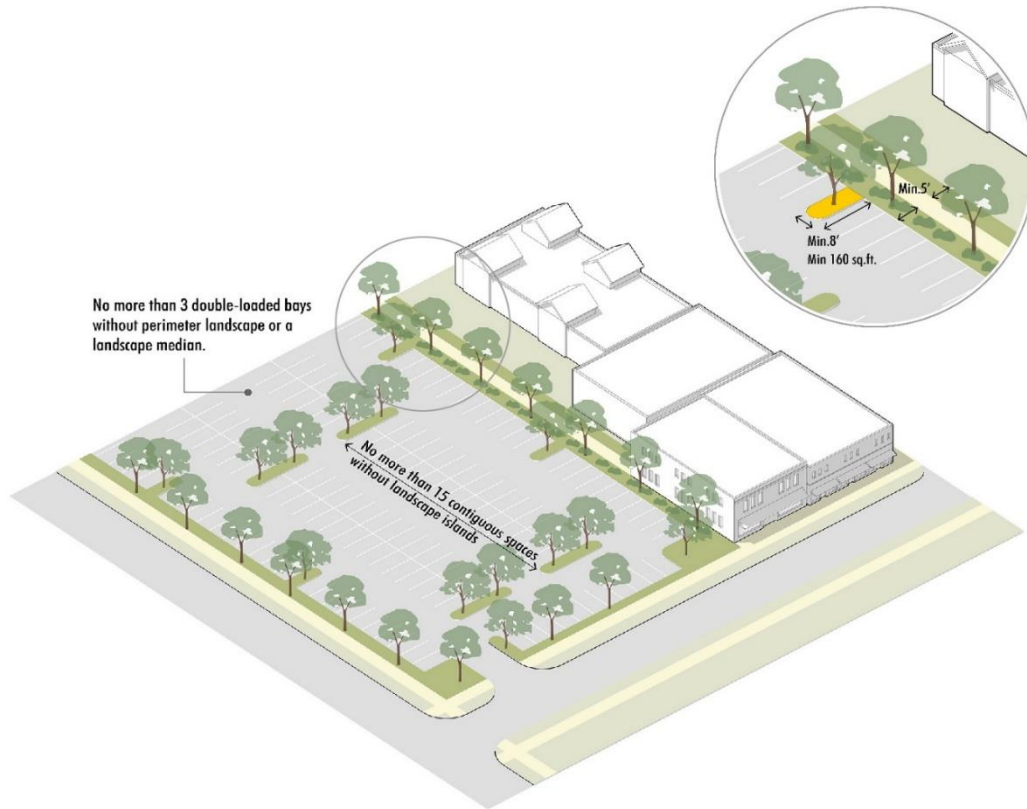 Min.5'
Min.8'
Min 160 sq.ft.
No more than 3 double-loaded bays
without perimeter landscape or a
landscape median.
No more than 15 contiguous spaces
without landscape islands